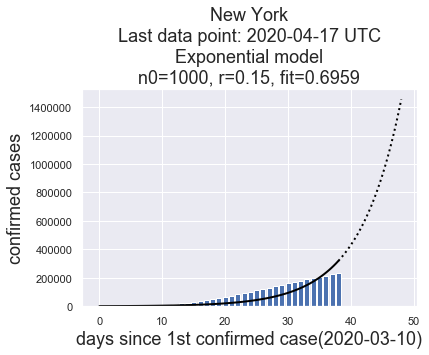 New York
Last data point: 2020-04-17 UTC
Exponential model
n0=1000, r=0.15, fit=0.6959
1400000
1200000
1000000
800000
600000
400000
200000
0
confirmed cases
0 10 20 30 40 50
days since 1st confirmed case(2020-03-10)